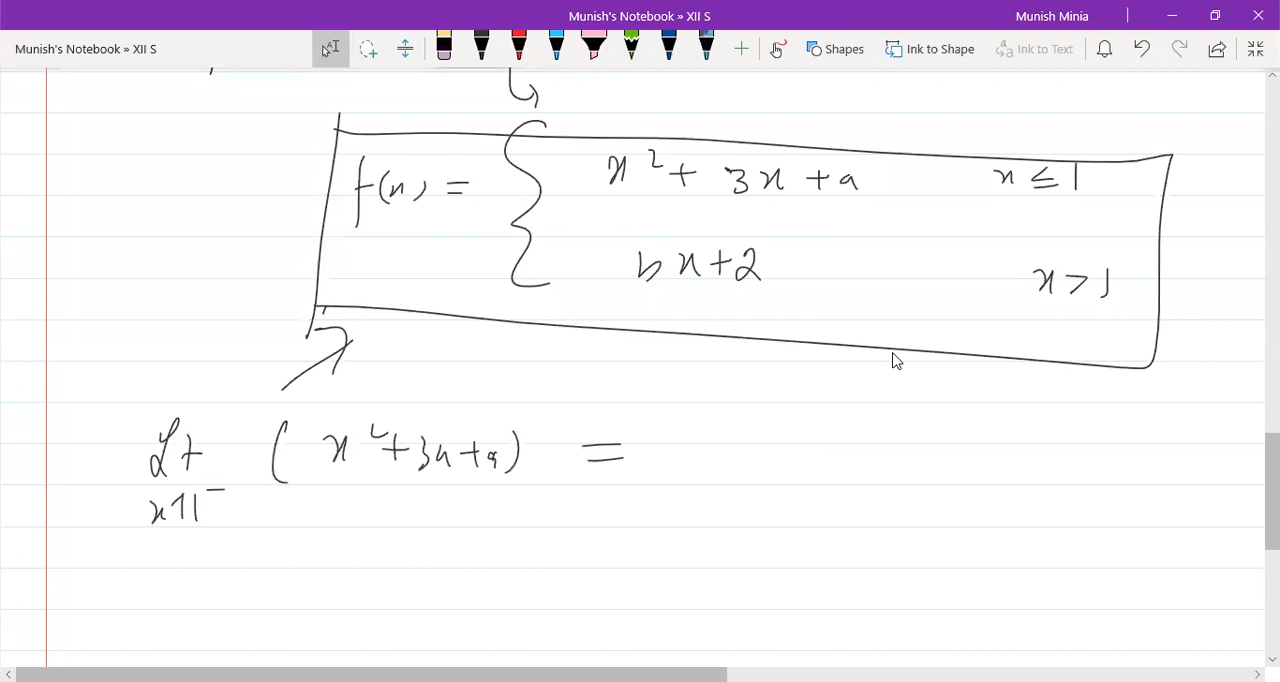 Munish's Notebook » XII S
Munish Minia
Munish's Notebook » XII S
Shapes
Ink to Shape
Ink to Text
f(x) = { x² + 3x + a x ≤ 1
bx + 2 x > 1
Lt ( x² + 3x + a ) =
x↑1⁻